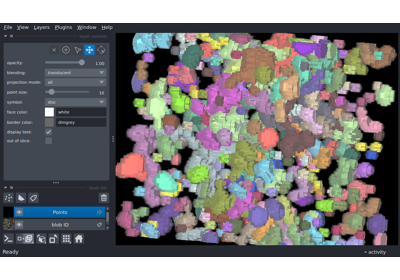 File View Layers Plugins Window Help
opacity: 1.00
blending: translucent
projection mode: all
point size: 10
symbol: disc
face color: white
border color: dimgrey
display text:
out of slice:
Points
blob ID
Ready
activity